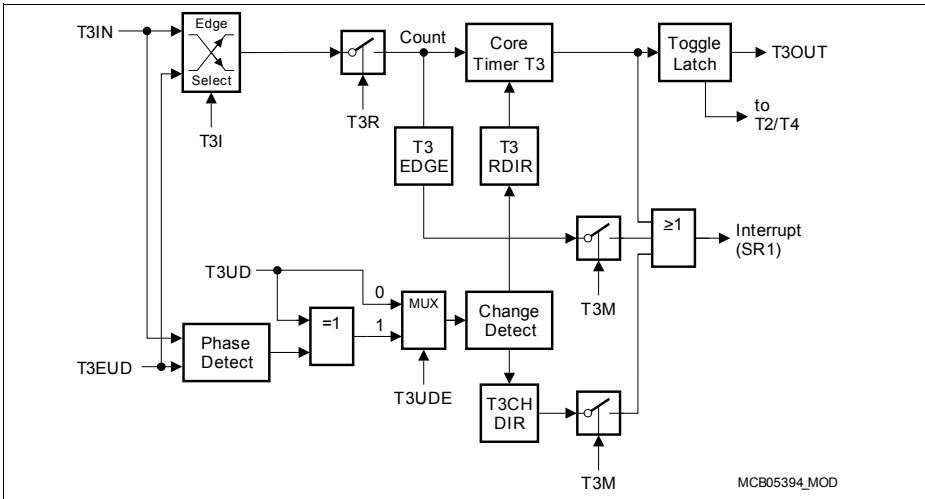 T3IN
Edge
Select
T3I
T3R
Count
Core
Timer T3
Toggle
Latch
T3OUT
to
T2/T4
T3
EDGE
T3
RDIR
≥1
Interrupt
(SR1)
T3M
T3UD
0
MUX
=1
1
Change
Detect
Phase
Detect
T3EUD
T3UDE
T3CH
DIR
T3M
MCB05394_MOD